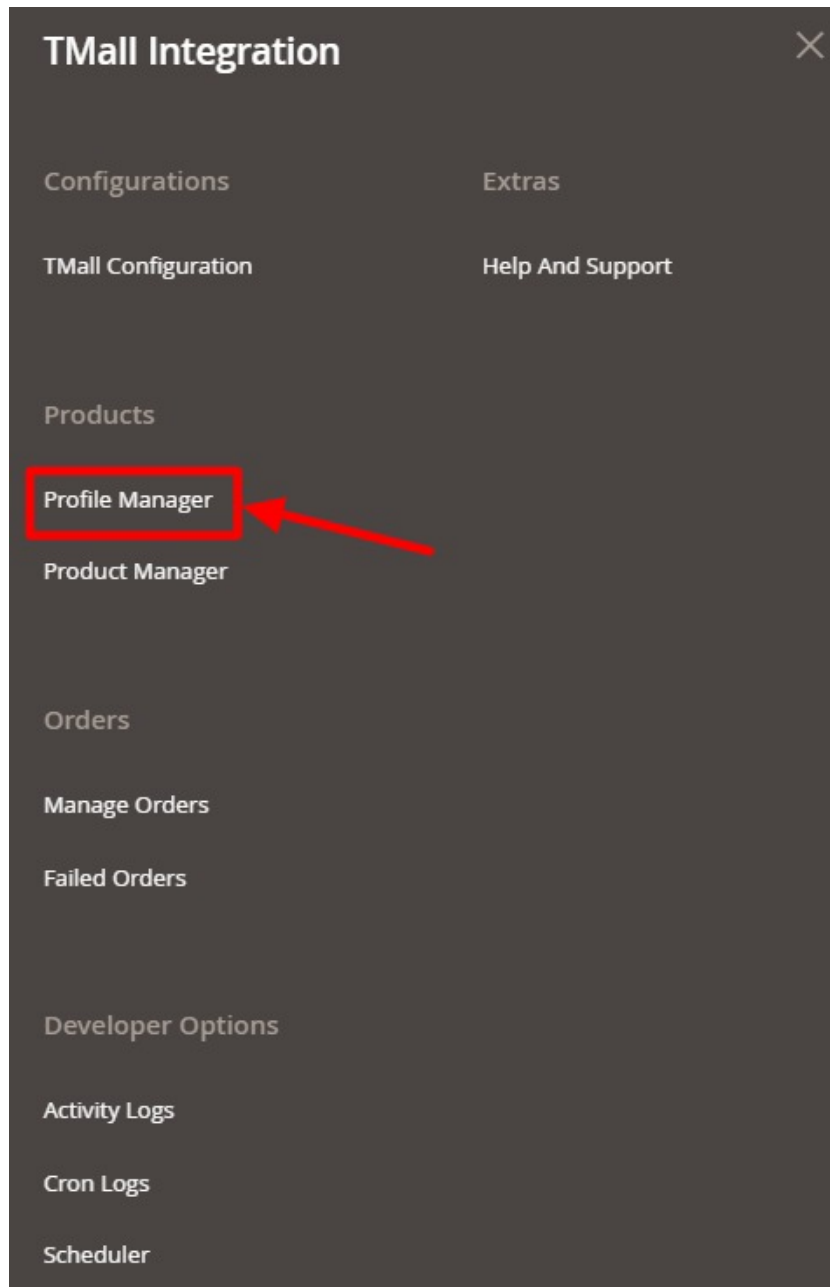 TMall Integration
Configurations
TMall Configuration
Extras
Help And Support
Products
Profile Manager
Product Manager
Orders
Manage Orders
Failed Orders
Developer Options
Activity Logs
Cron Logs
Scheduler